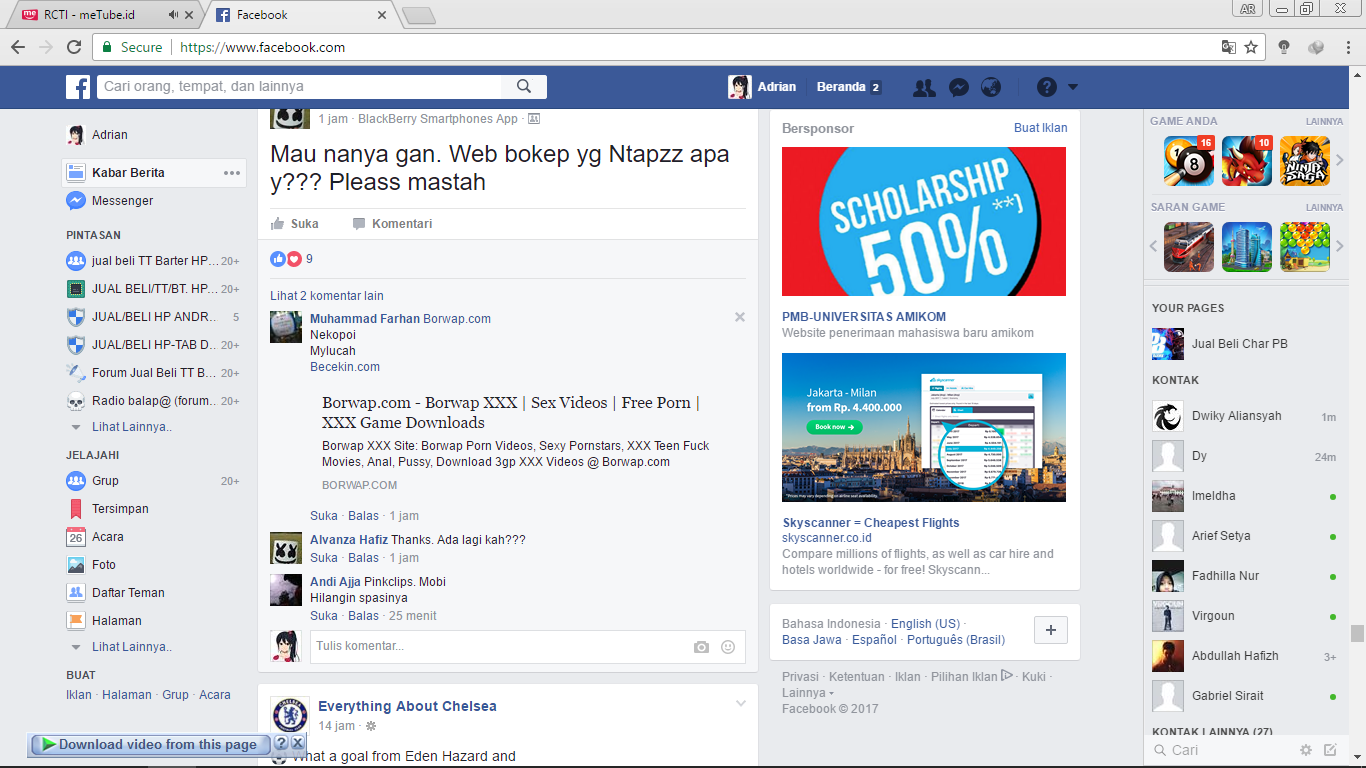 RCTI - meTube.id
Facebook
AR
Secure
https://www.facebook.com
Cari orang, tempat, dan lainnya
Adrian
Beranda 2
Adrian
Kabar Berita
Messenger
PINTASAN
jual beli TT Barter HP... 20+
JUAL BELI/TT/BT. HP... 20+
JUAL/BELI HP ANDR... 5
JUAL/BELI HP-TAB D... 20+
Forum Jual Beli TT B... 20+
Radio balap@ (forum... 20+
Lihat Lainnya..
JELAJAHI
Grup 20+
Tersimpan
26 Acara
Foto
Daftar Teman
Halaman
Lihat Lainnya..
BUAT
Iklan · Halaman · Grup · Acara
Download video from this page ?
1 jam · BlackBerry Smartphones App ·
Mau nanya gan. Web bokep yg Ntapzz apa
y??? Pleass mastah
Suka Komentari
9
Lihat 2 komentar lain
Muhammad Farhan Borwap.com
Nekopoi
Mylucah
Becekin.com
Borwap.com - Borwap XXX | Sex Videos | Free Porn |
XXX Game Downloads
Borwap XXX Site: Borwap Porn Videos, Sexy Pornstars, XXX Teen Fuck
Movies, Anal, Pussy, Download 3gp XXX Videos @ Borwap.com
BORWAP.COM
Suka · Balas · 1 jam
Alvanza Hafiz Thanks. Ada lagi kah???
Suka · Balas · 1 jam
Andi Ajja Pinkclips. Mobi
Hilangin spasinya
Suka · Balas · 25 menit
Tulis komentar...
Everything About Chelsea
14 jam ·
What a goal from Eden Hazard and
Bersponsor Buat Iklan
SCHOLARSHIP
50% **)
PMB-UNIVERSITAS AMIKOM
Website penerimaan mahasiswa baru amikom
Jakarta - Milan
from Rp. 4.400.000
Book now
skyscanner
*Prices may vary depending on airline seat availability.
Skyscanner = Cheapest Flights
skyscanner.co.id
Compare millions of flights, as well as car hire and
hotels worldwide - for free! Skyscann...
Bahasa Indonesia · English (US) ·
Basa Jawa · Español · Português (Brasil)
Privasi · Ketentuan · Iklan · Pilihan Iklan · Kuki ·
Lainnya
Facebook © 2017
GAME ANDA LAINNYA
8 16 10 NINJA SAGA
SARAN GAME LAINNYA
YOUR PAGES
Jual Beli Char PB
KONTAK
Dwiky Aliansyah 1m
Dy 24m
Imeldha
Arief Setya
Fadhilla Nur
Virgoun
Abdullah Hafizh 3+
Gabriel Sirait
KONTAK LAINNYA (27)
Cari